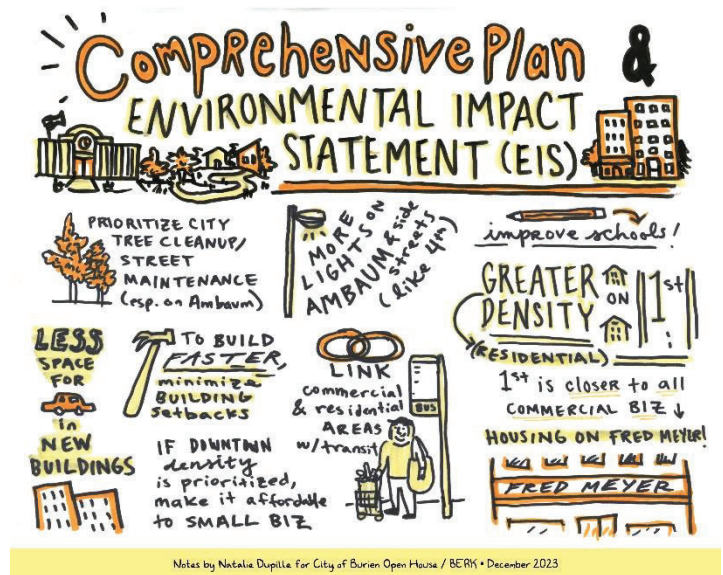 Comprehensive Plan &
ENVIRONMENTAL IMPACT
STATEMENT (EIS)
PRIORITIZE CITY
TREE CLEANUP/
STREET
MAINTENANCE
(esp. on Ambaum)
MORE
LIGHTS ON
AMBAUM & side
streets
(like 4th)
improve schools!
GREATER
DENSITY
ON
1st
(RESIDENTIAL)
1st is closer to all
COMMERCIAL BIZ ↓
HOUSING ON FRED MEYER!
FRED MEYER
LESS
SPACE
FOR
in
NEW
BUILDINGS
TO BUILD
FASTER,
minimize
BUILDING
setbacks
IF DOWNTOWN
density
is prioritized,
make it affordable
to SMALL BIZ
LINK
commercial
& residential
AREAS
w/transit
BUS
Notes by Natalie Dupille for City of Burien Open House / BERK • December 2023